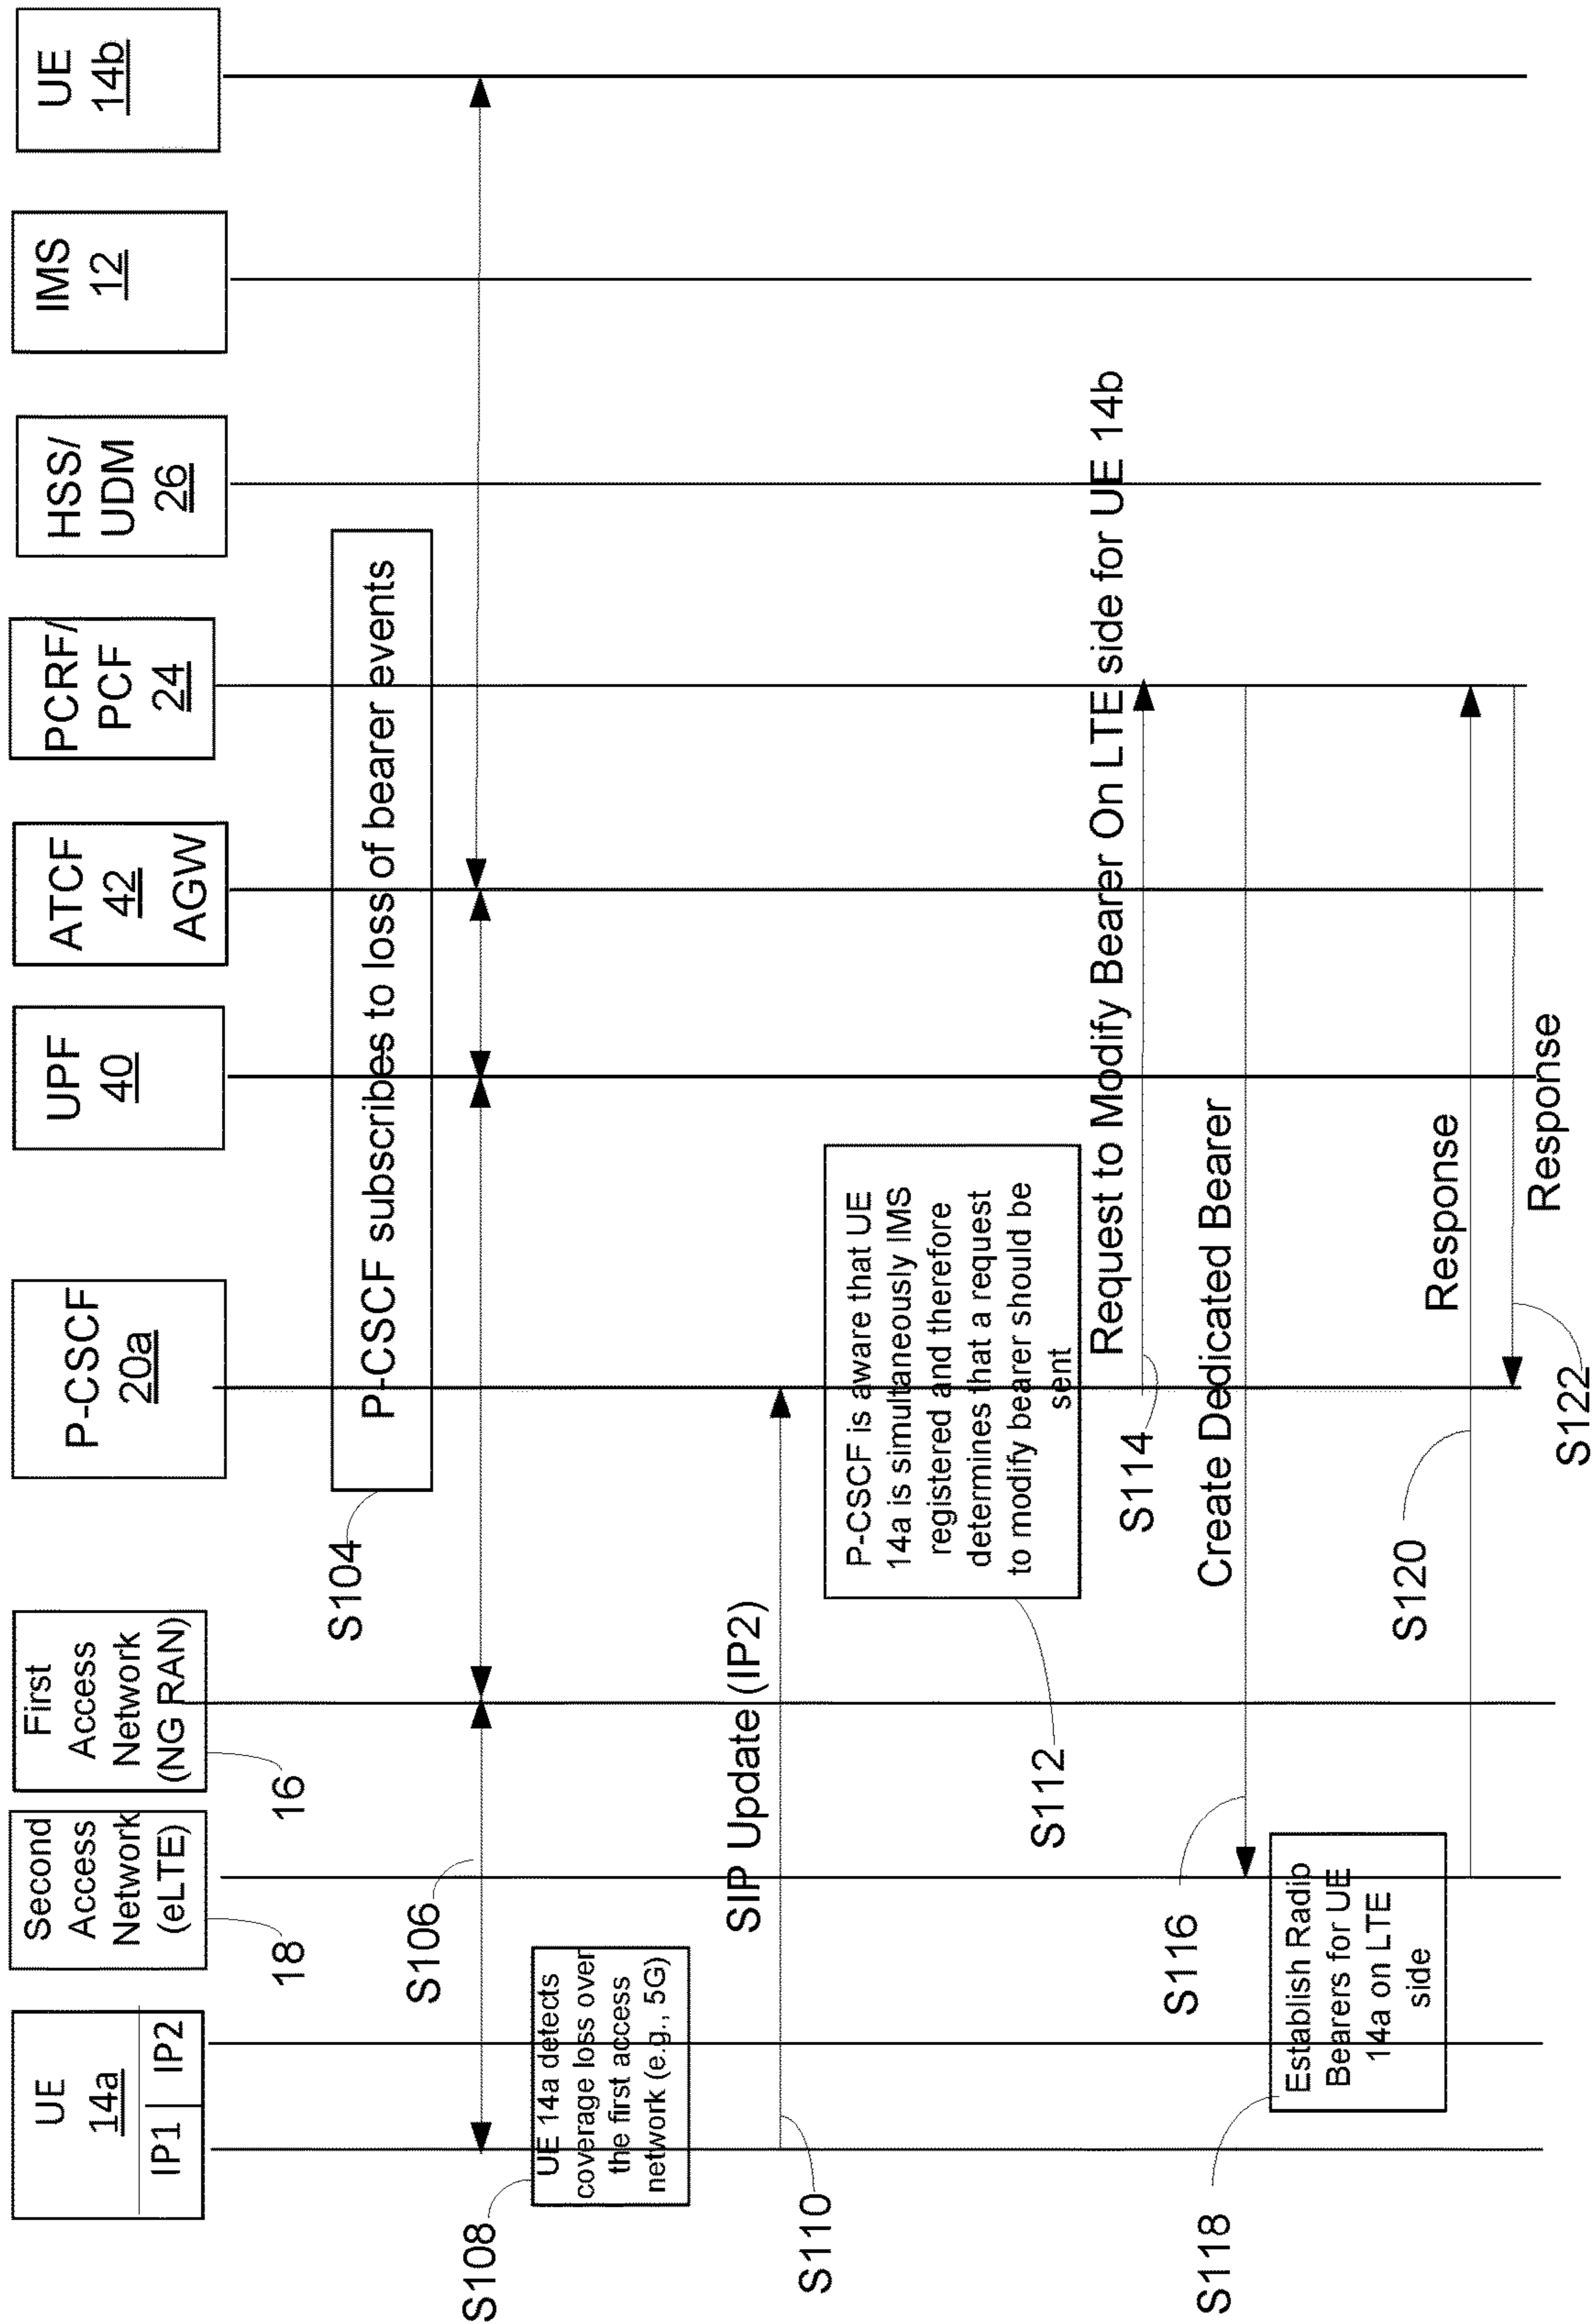 UE
14a
IP1
IP2
Second
Access
Network
(eLTE)
18
First
Access
Network
(NG RAN)
16
P-CSCF
20a
UPF
40
ATCF
42
AGW
PCRF/
PCF
24
HSS/
UDM
26
IMS
12
UE
14b
S104
P-CSCF subscribes to loss of bearer events
S106
S108
UE 14a detects
coverage loss over
the first access
network (e.g., 5G)
SIP Update (IP2)
S110
P-CSCF is aware that UE
14a is simultaneously IMS
registered and therefore
determines that a request
to modify bearer should be
sent
S112
Request to Modify Bearer On LTE side for UE 14b
S114
Create Dedicated Bearer
S116
Establish Radio
Bearers for UE
14a on LTE
side
S118
Response
S120
Response
S122